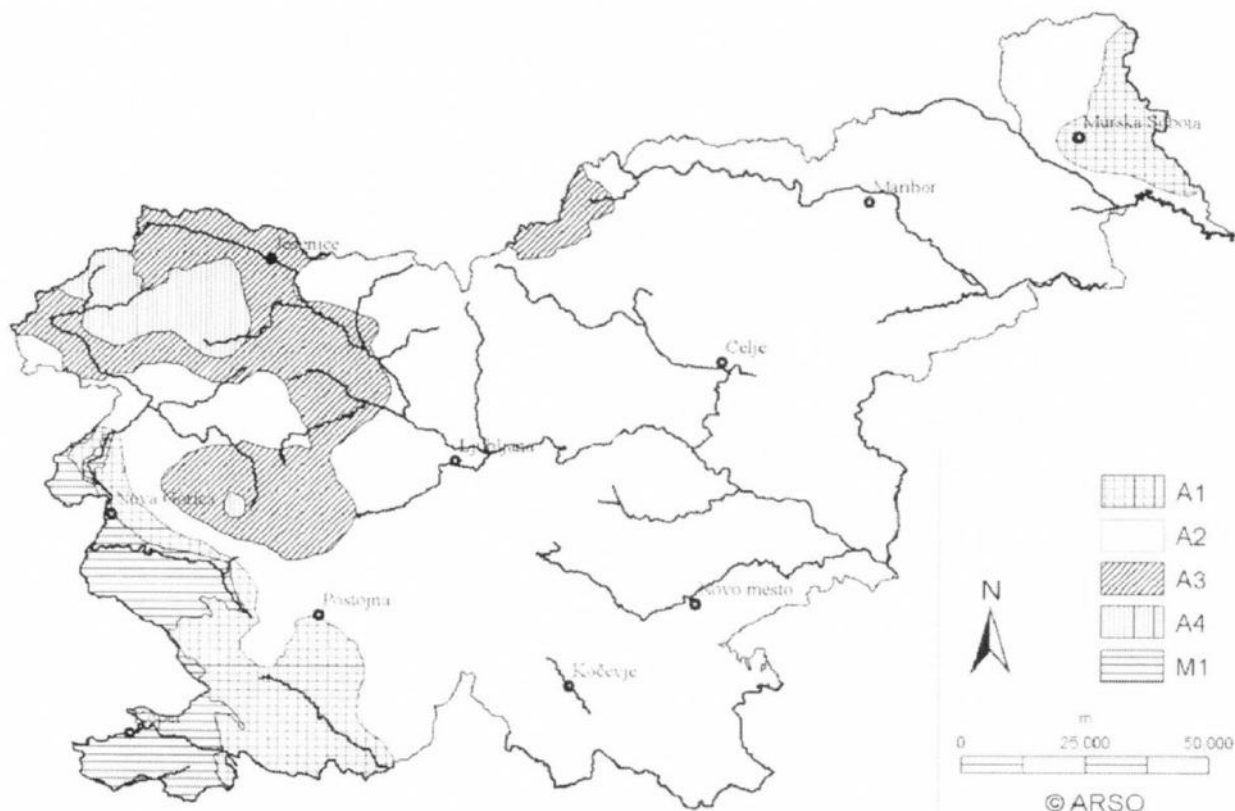 Murska Sobota
Maribor
Jesenice
Celje
Ljubljana
Nova Gorica
A1
A2
A3
A4
M1
Novo mesto
Postojna
N
Kočevje
m
0 25 000 50 000
© ARSO